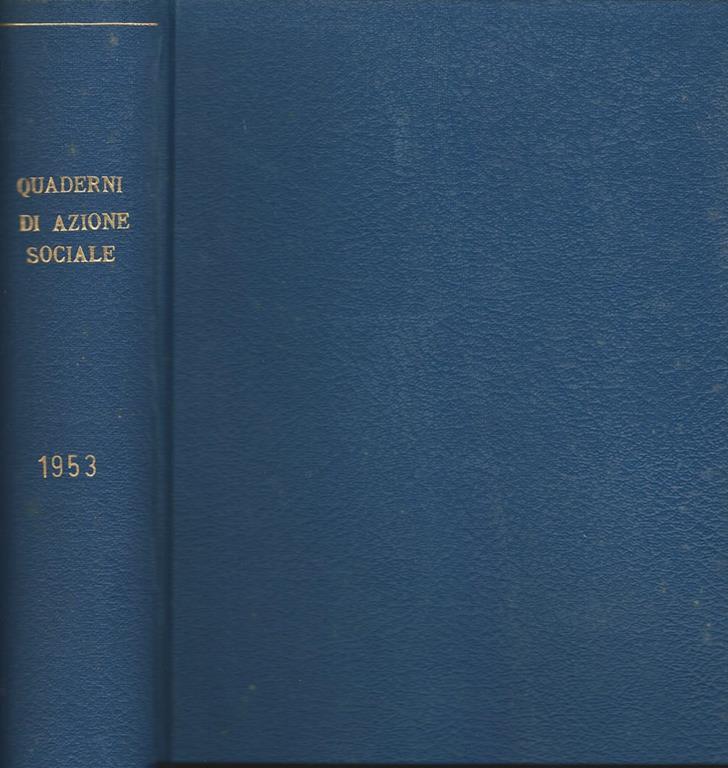 QUADERNI
DI AZIONE
SOCIALE
1953